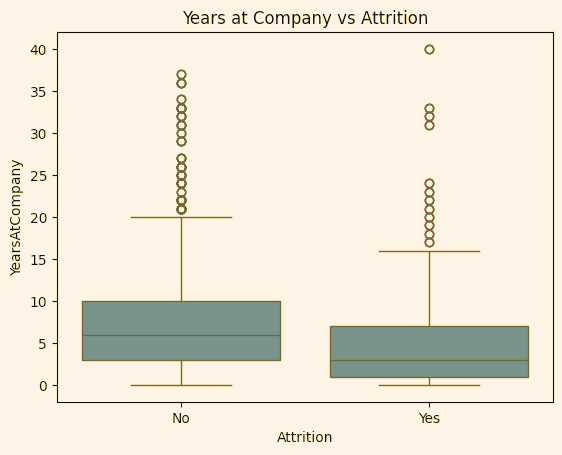 Years at Company vs Attrition
YearsAtCompany
40
35
30
25
20
15
10
5
0
No
Yes
Attrition